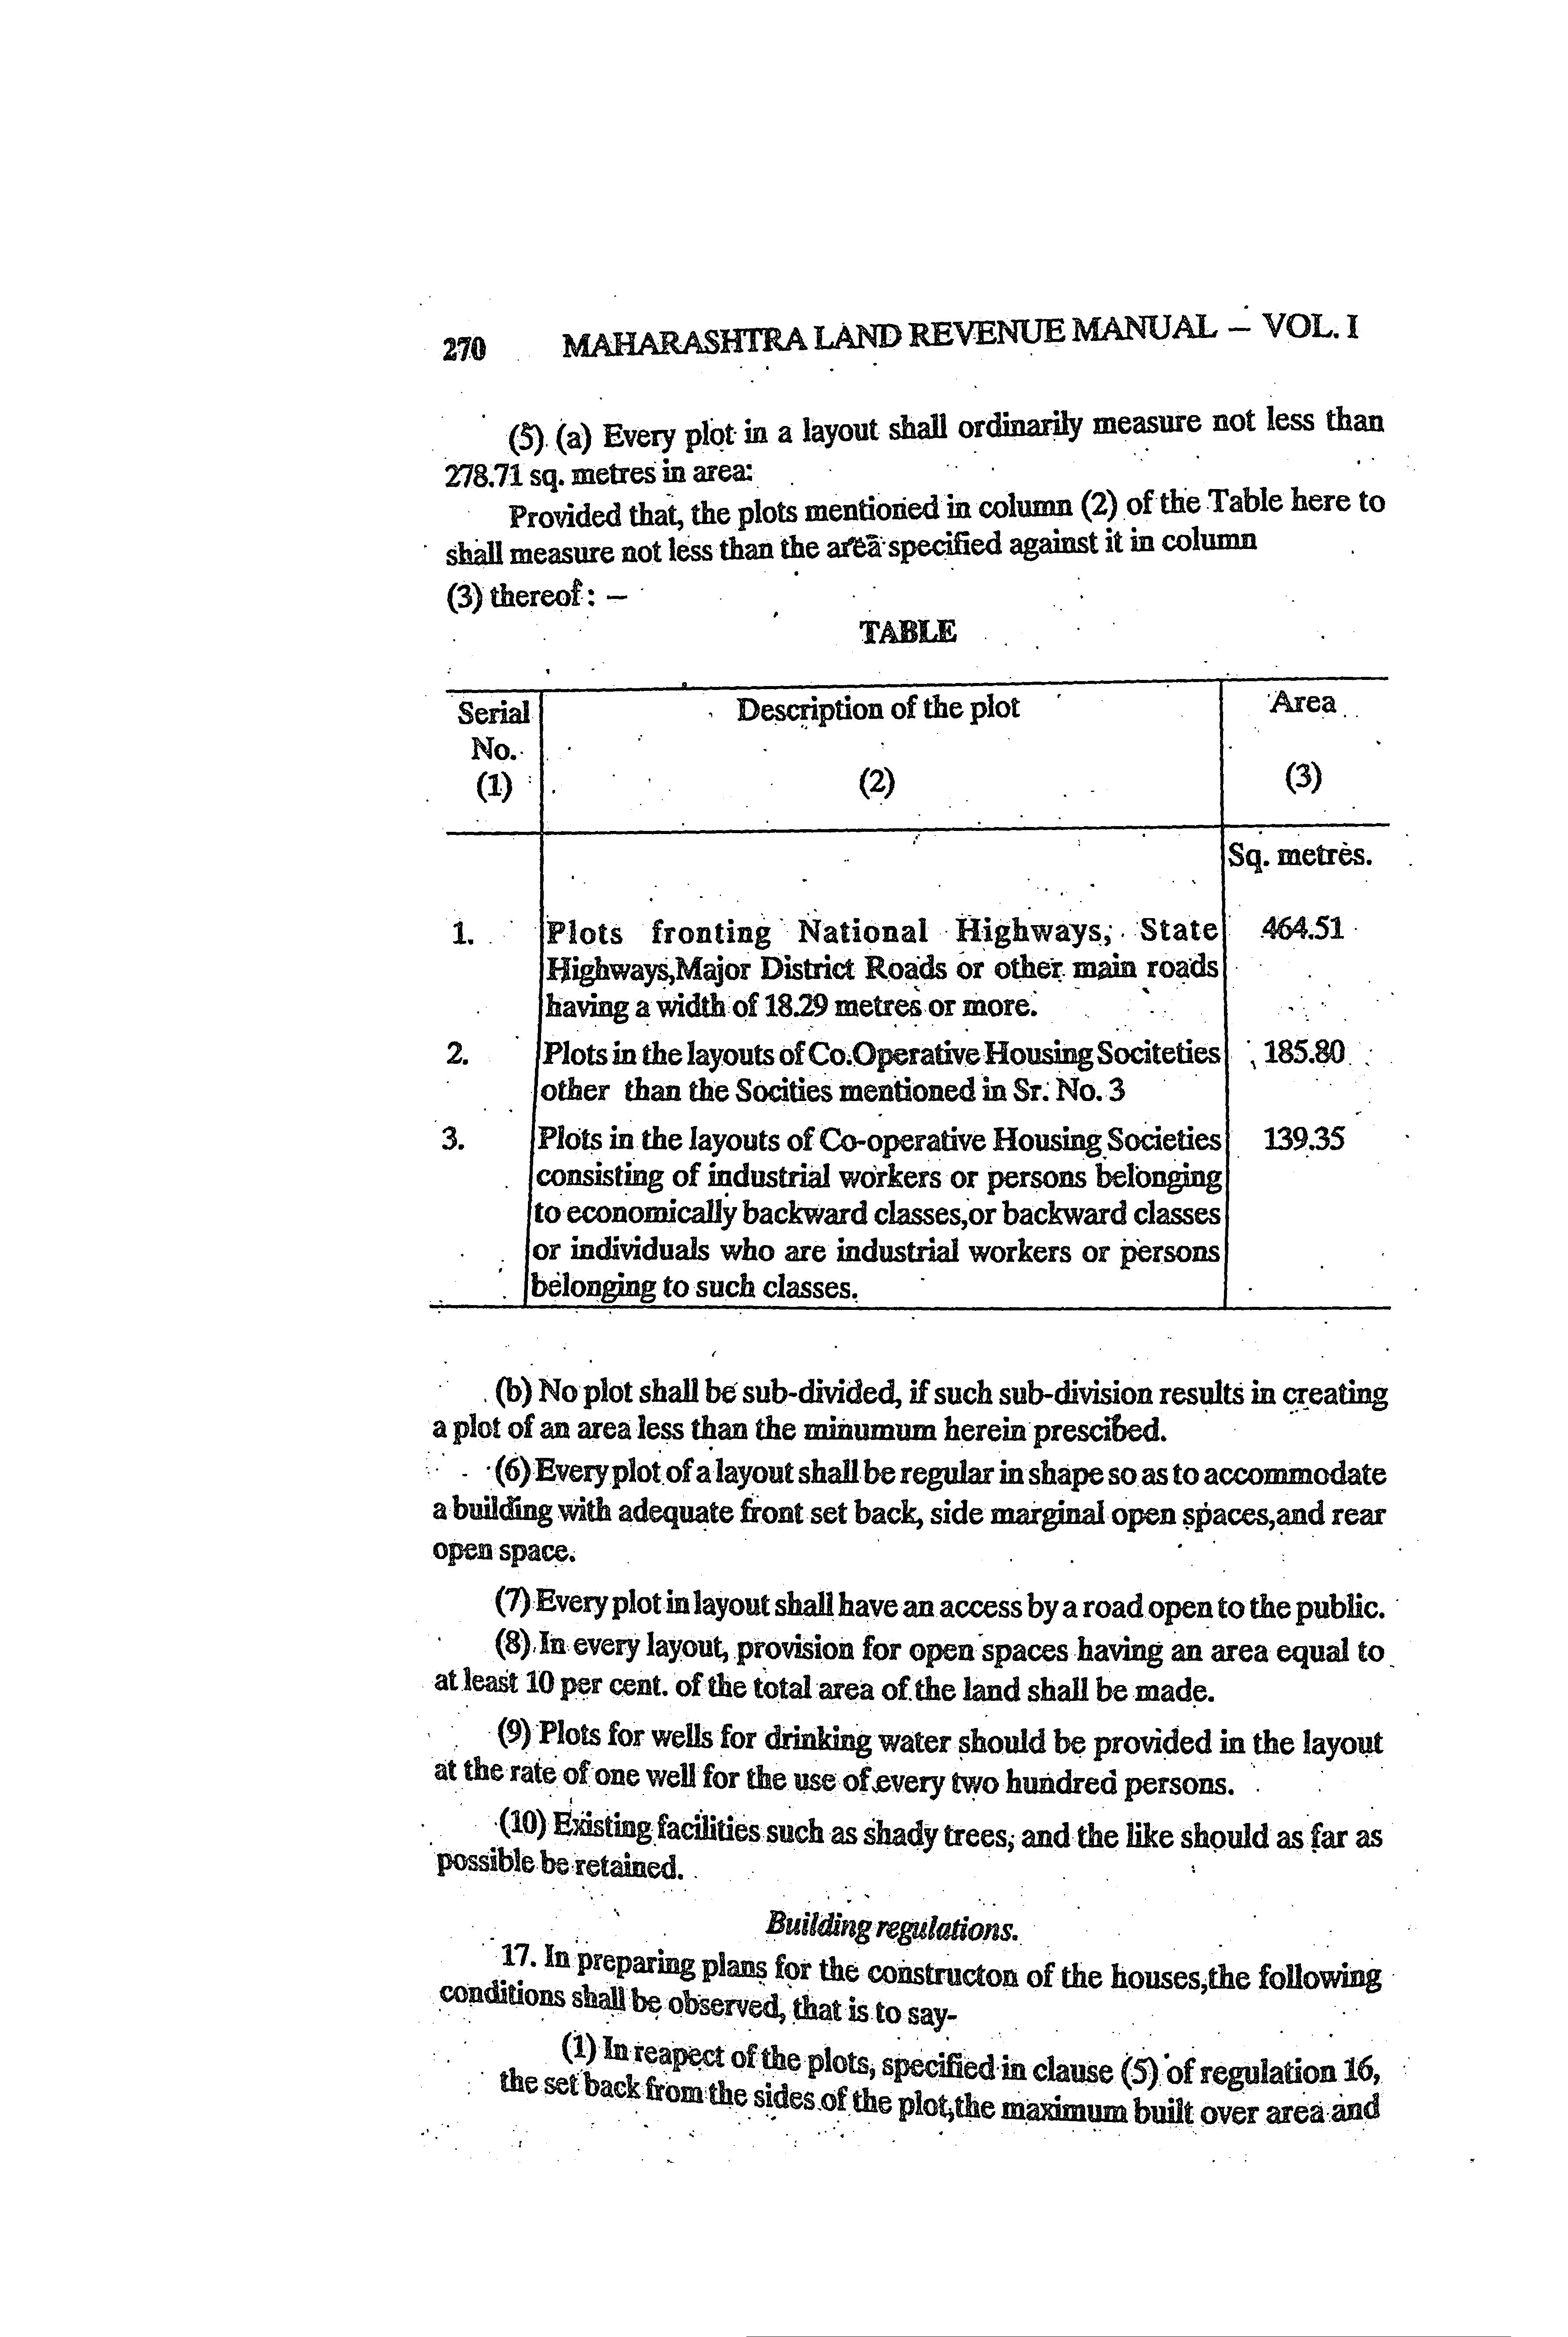 270 MAHARASHTRA LAND REVENUE MANUAL – VOL. I
(5) (a) Every plot in a layout shall ordinarily measure not less than
278.71 sq. metres in area:
Provided that, the plots mentioned in column (2) of the Table here to
shall measure not less than the area specified against it in column
(3) thereof : –
TABLE
Serial Description of the plot Area
No.
(1) (2) (3)
Sq. metres.
1. Plots fronting National Highways, State 464.51
Highways,Major District Roads or other main roads
having a width of 18.29 metres or more.
2. Plots in the layouts of Co.Operative Housing Sociteties 185.80
other than the Socities mentioned in Sr. No. 3
3. Plots in the layouts of Co-operative Housing Societies 139.35
consisting of industrial workers or persons belonging
to economically backward classes,or backward classes
or individuals who are industrial workers or persons
belonging to such classes.
(b) No plot shall be sub-divided, if such sub-division results in creating
a plot of an area less than the minumum herein prescibed.
(6) Every plot of a layout shall be regular in shape so as to accommodate
a building with adequate front set back, side marginal open spaces,and rear
open space.
(7) Every plot in layout shall have an access by a road open to the public.
(8) In every layout, provision for open spaces having an area equal to
at least 10 per cent. of the total area of the land shall be made.
(9) Plots for wells for drinking water should be provided in the layout
at the rate of one well for the use of every two hundred persons.
(10) Existing facilities such as shady trees, and the like should as far as
possible be retained.
Building regulations.
17. In preparing plans for the constructon of the houses,the following
conditions shall be observed, that is to say-
(1) In reapect of the plots, specified in clause (5) of regulation 16,
the set back from the sides of the plot,the maximum built over area and